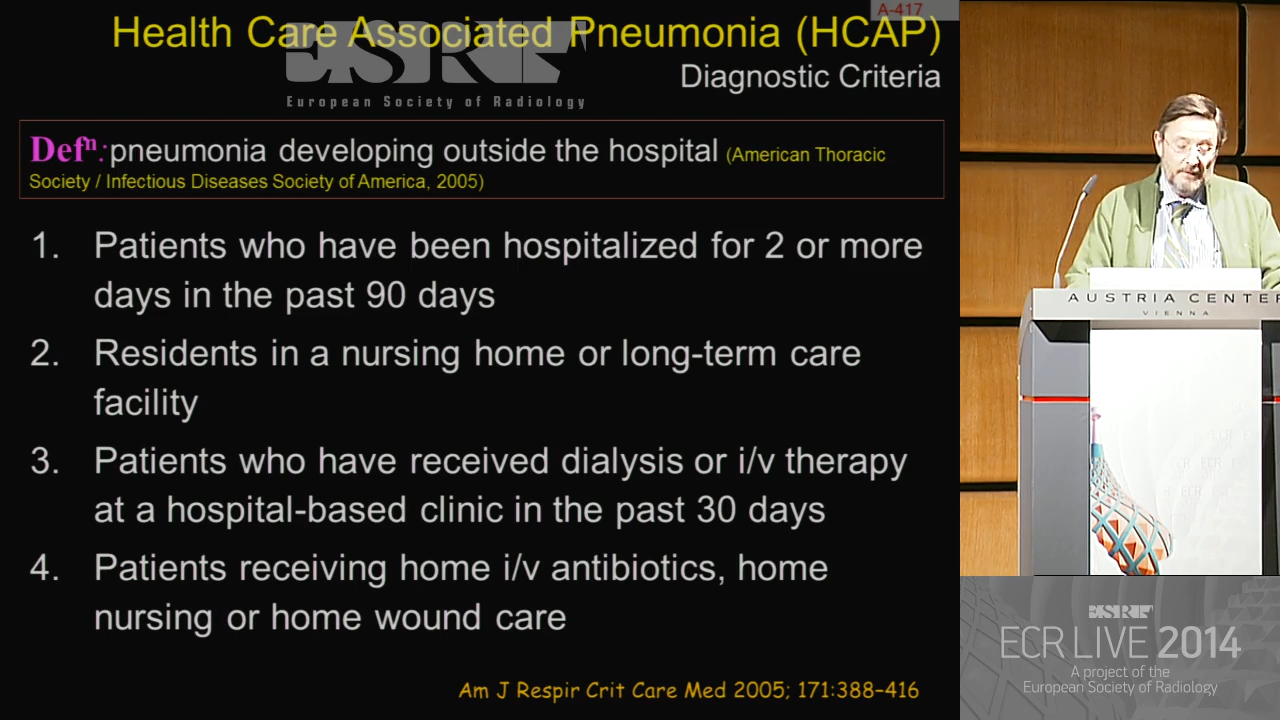 A-417
Health Care Associated Pneumonia (HCAP)
European Society of Radiology
Diagnostic Criteria
Defⁿ: pneumonia developing outside the hospital (American Thoracic
Society / Infectious Diseases Society of America, 2005)
1. Patients who have been hospitalized for 2 or more
days in the past 90 days
2. Residents in a nursing home or long-term care
facility
3. Patients who have received dialysis or i/v therapy
at a hospital-based clinic in the past 30 days
4. Patients receiving home i/v antibiotics, home
nursing or home wound care
Am J Respir Crit Care Med 2005; 171:388–416
AUSTRIA CENTER
VIENNA
ESR
ECR LIVE 2014
A project of the
European Society of Radiology